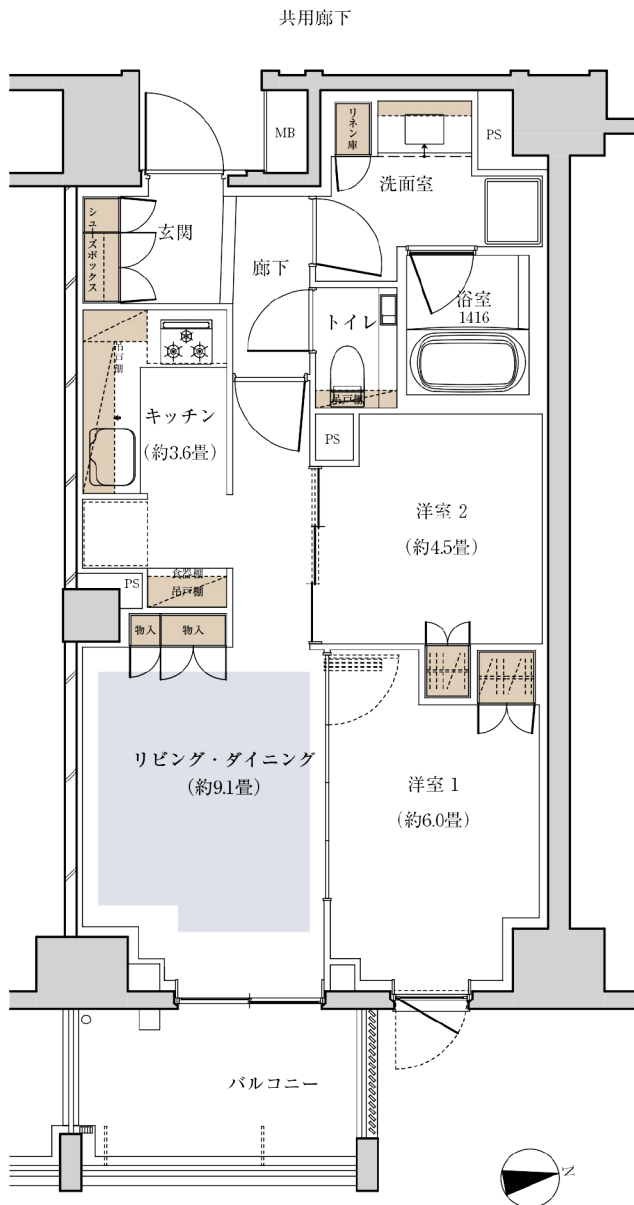 共用廊下
MB
リネン庫
PS
洗面室
シューズボックス
玄関
廊下
浴室
1416
トイレ
吊戸棚
吊戸棚
キッチン
(約3.6畳)
PS
洋室 2
(約4.5畳)
PS
食器棚
吊戸棚
物入
物入
リビング・ダイニング
(約9.1畳)
洋室 1
(約6.0畳)
バルコニー
N